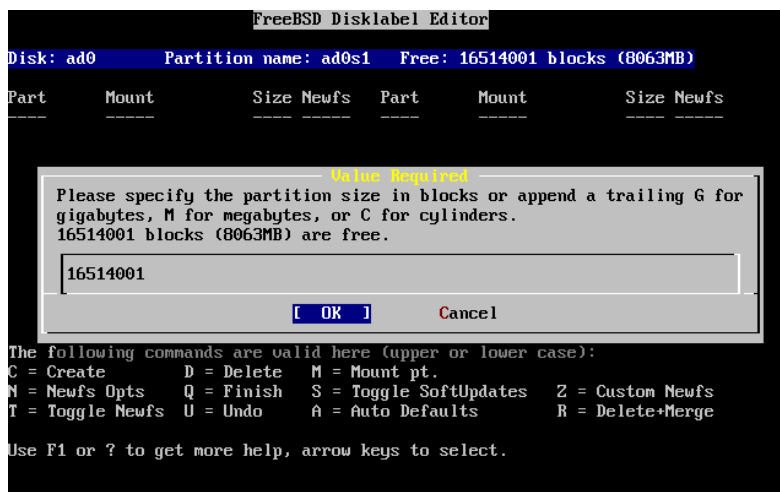 FreeBSD Disklabel Editor
Disk: ad0 Partition name: ad0s1 Free: 16514001 blocks (8063MB)
Part Mount Size Newfs Part Mount Size Newfs
---- ----- ---- ----- ---- ----- ---- -----
Value Required
Please specify the partition size in blocks or append a trailing G for
gigabytes, M for megabytes, or C for cylinders.
16514001 blocks (8063MB) are free.
16514001
[ OK ] Cancel
The following commands are valid here (upper or lower case):
C = Create D = Delete M = Mount pt.
N = Newfs Opts Q = Finish S = Toggle SoftUpdates Z = Custom Newfs
T = Toggle Newfs U = Undo A = Auto Defaults R = Delete+Merge
Use F1 or ? to get more help, arrow keys to select.